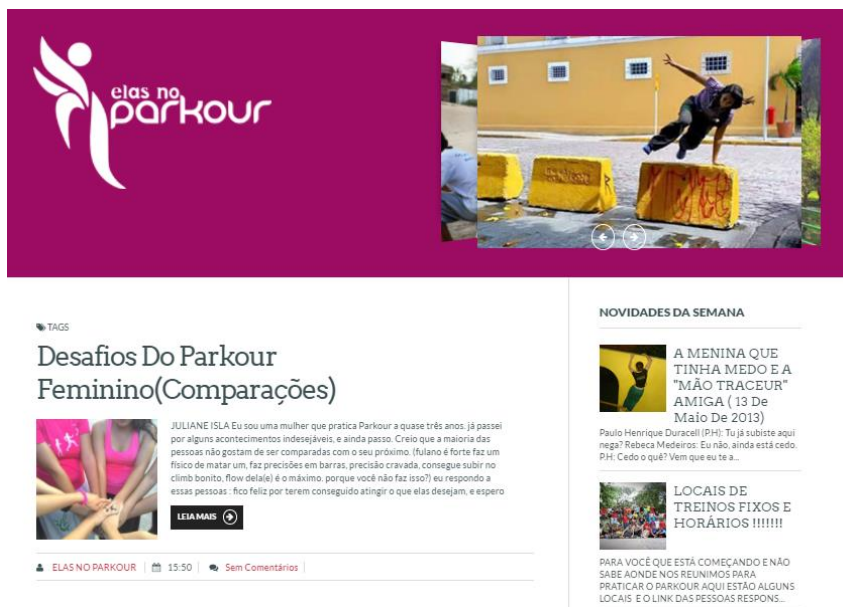 elas no
parkour
TAGS
Desafios Do Parkour
Feminino(Comparações)
JULIANE ISLA Eu sou uma mulher que pratica Parkour a quase três anos. já passei
por alguns acontecimentos indesejáveis, e ainda passo. Creio que a maioria das
pessoas não gostam de ser comparadas com o seu próximo. (fulano é forte faz um
físico de matar um, faz precisões em barras, precisão cravada, consegue subir no
climb bonito, flow dela(e) é o máximo, porque você não faz isso?) eu respondo a
essas pessoas : fico feliz por terem conseguido atingir o que elas desejam, e espero
LEIA MAIS
ELAS NO PARKOUR 15:50 Sem Comentários
NOVIDADES DA SEMANA
A MENINA QUE
TINHA MEDO E A
"MÃO TRACEUR"
AMIGA ( 13 De
Maio De 2013)
Paulo Henrique Duracell (P.H): Tu já subiste aqui
nega? Rebeca Medeiros: Eu não, ainda está cedo.
P.H: Cedo o quê? Vem que eu te a...
LOCAIS DE
TREINOS FIXOS E
HORÁRIOS !!!!!!!
PARA VOCÊ QUE ESTÁ COMEÇANDO E NÃO
SABE AONDE NOS REUNIMOS PARA
PRATICAR O PARKOUR AQUI ESTÃO ALGUNS
LOCAIS E O LINK DAS PESSOAS RESPONS...